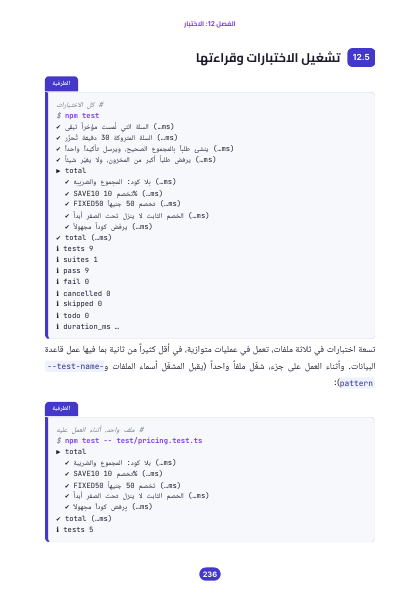 الفصل 12: الاختبار
12.5 تشغيل الاختبارات وقراءتها
الطرفية
# كل الاختبارات
$ npm test
✔ السلة التي لُمست مؤخراً تبقى (…ms)
✔ السلة المتروكة 30 دقيقة تُحرَّر (…ms)
✔ ينشئ طلباً بالمجموع الصحيح، ويرسل تأكيداً واحداً (…ms)
✔ يرفض طلباً أكبر من المخزون، ولا يغيّر شيئاً (…ms)
▶ total
✔ بلا كود: المجموع والضريبة (…ms)
✔ SAVE10 تخصم 10% (…ms)
✔ FIXED50 تخصم 50 جنيهاً (…ms)
✔ الخصم الثابت لا ينزل تحت الصفر أبداً (…ms)
✔ يرفض كوداً مجهولاً (…ms)
✔ total (…ms)
ℹ tests 9
ℹ suites 1
ℹ pass 9
ℹ fail 0
ℹ cancelled 0
ℹ skipped 0
ℹ todo 0
ℹ duration_ms …
تسعة اختبارات في ثلاثة ملفات، تعمل في عمليات متوازية، في أقل كثيراً من ثانية بما فيها عمل قاعدة
البيانات. وأثناء العمل على جزء، شغّل ملفاً واحداً (يقبل المشغّل أسماء الملفات و--test-name-
pattern):
الطرفية
# ملف واحد، أثناء العمل عليه
$ npm test -- test/pricing.test.ts
▶ total
✔ بلا كود: المجموع والضريبة (…ms)
✔ SAVE10 تخصم 10% (…ms)
✔ FIXED50 تخصم 50 جنيهاً (…ms)
✔ الخصم الثابت لا ينزل تحت الصفر أبداً (…ms)
✔ يرفض كوداً مجهولاً (…ms)
✔ total (…ms)
ℹ tests 5
236